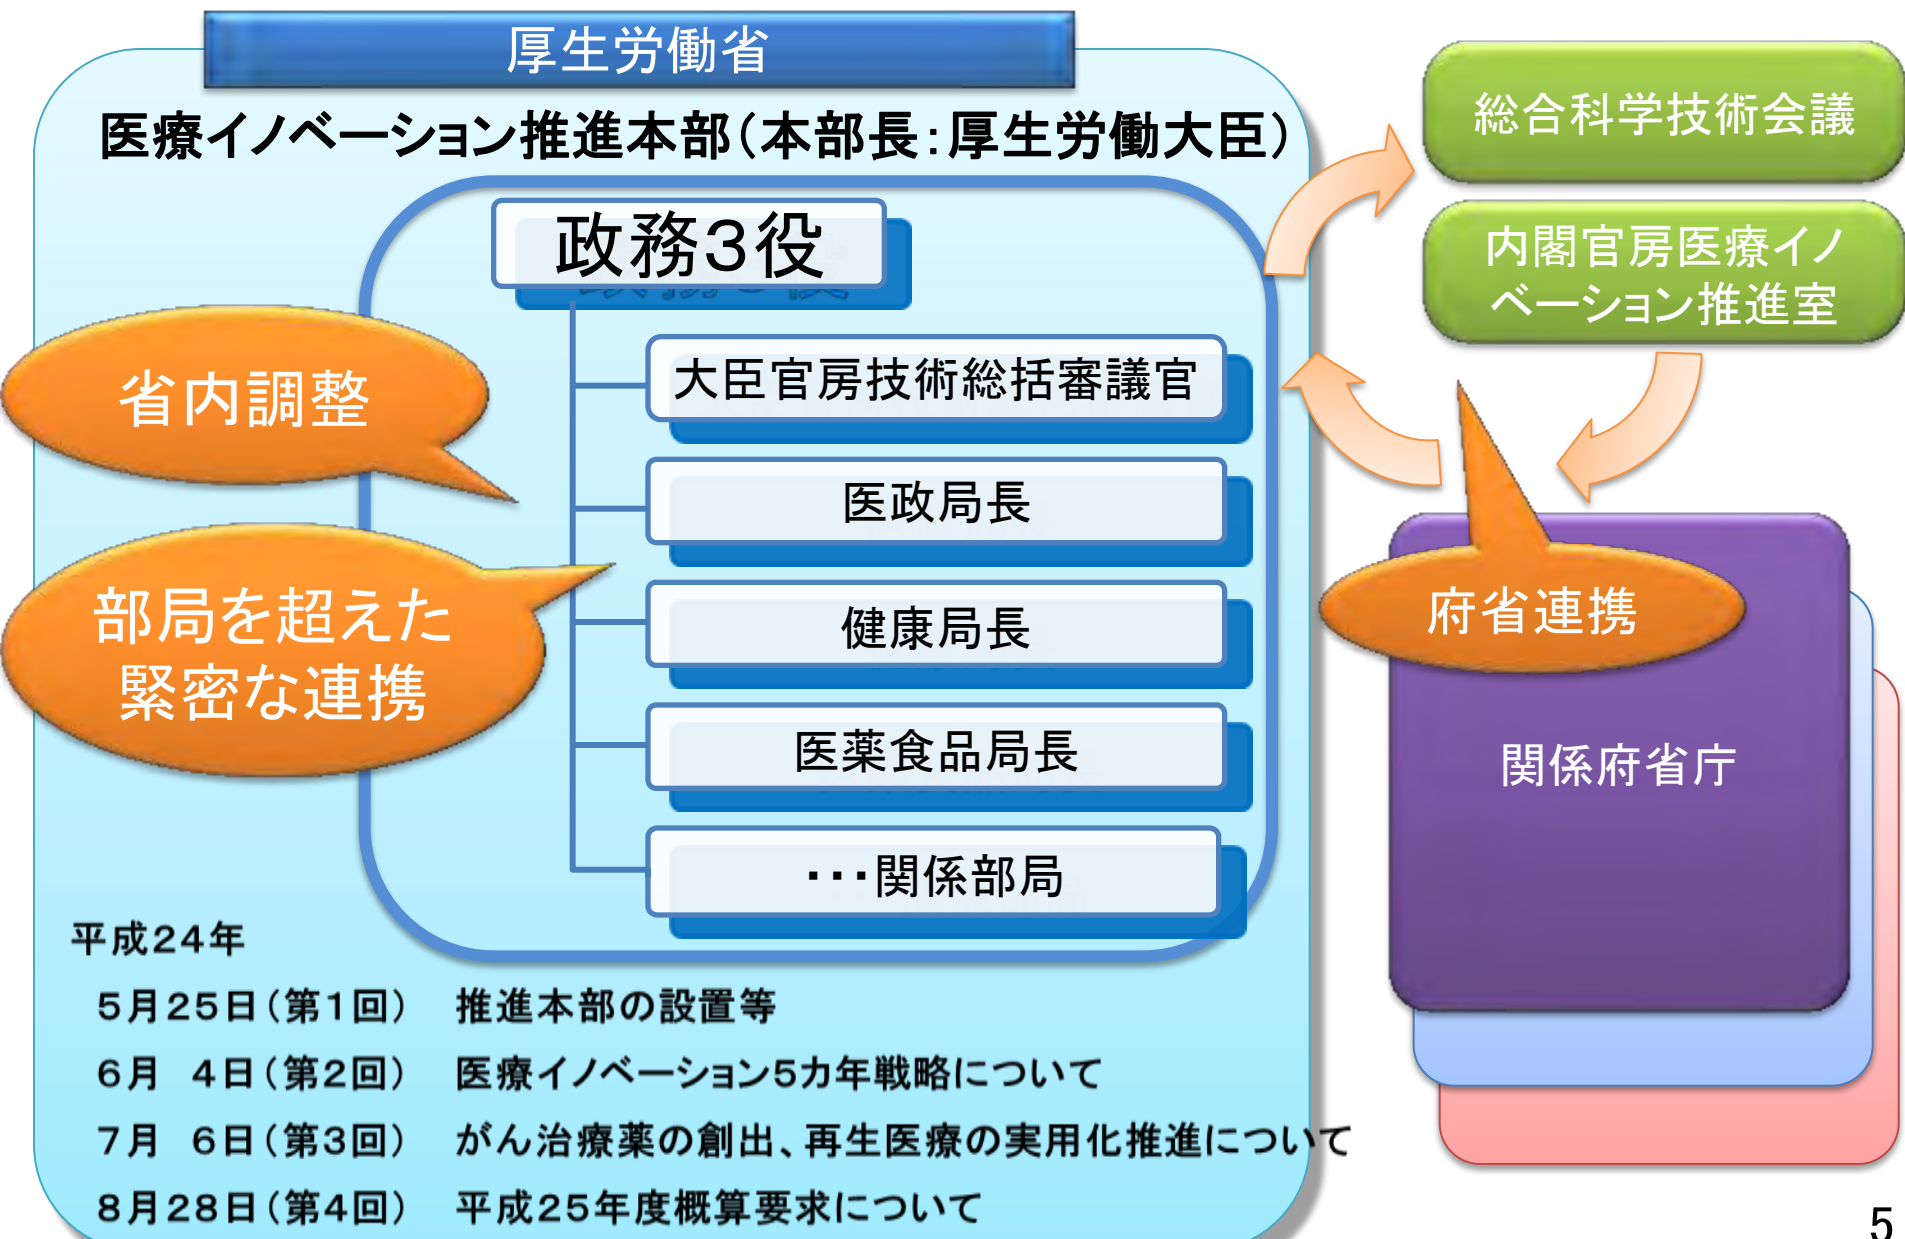 厚生労働省
医療イノベーション推進本部（本部長：厚生労働大臣）
政務３役
大臣官房技術総括審議官
医政局長
健康局長
医薬食品局長
・・・関係部局
省内調整
部局を超えた
緊密な連携
総合科学技術会議
内閣官房医療イノ
ベーション推進室
府省連携
関係府省庁
平成２４年
５月２５日（第１回）　推進本部の設置等
６月　４日（第２回）　医療イノベーション５カ年戦略について
７月　６日（第３回）　がん治療薬の創出、再生医療の実用化推進について
８月２８日（第４回）　平成２５年度概算要求について
5